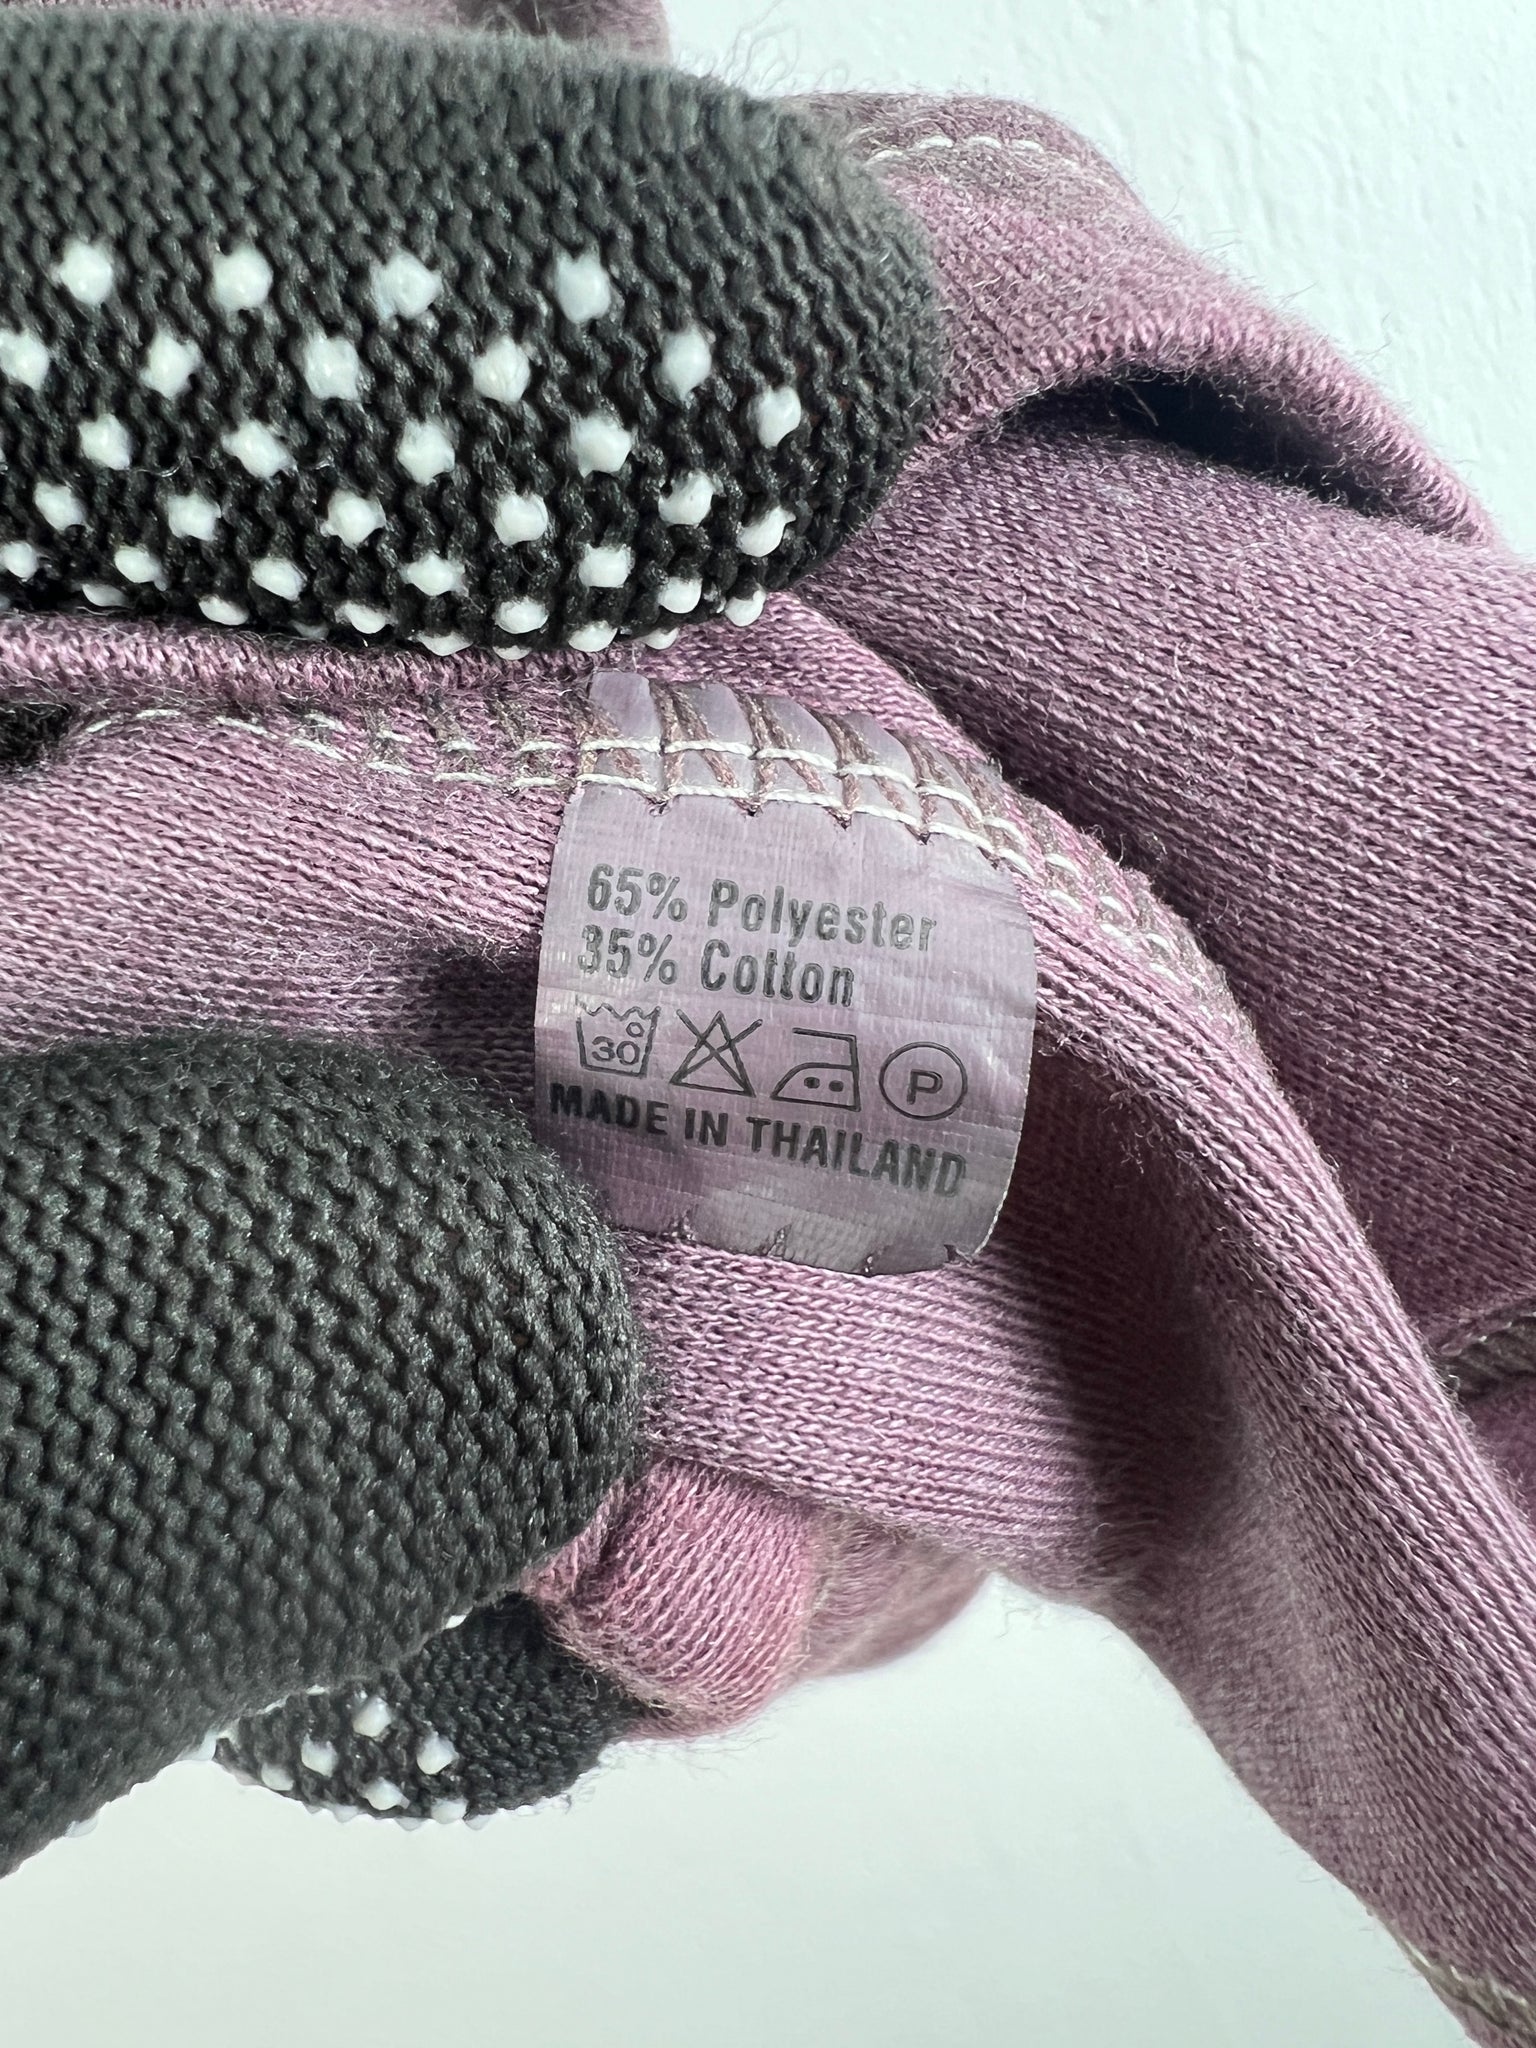 65% Polyester
35% Cotton
30° P
MADE IN THAILAND